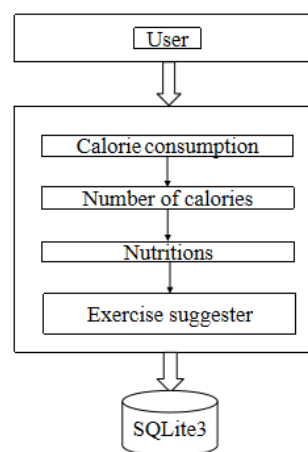 User
Calorie consumption
Number of calories
Nutritions
Exercise suggester
SQLite3